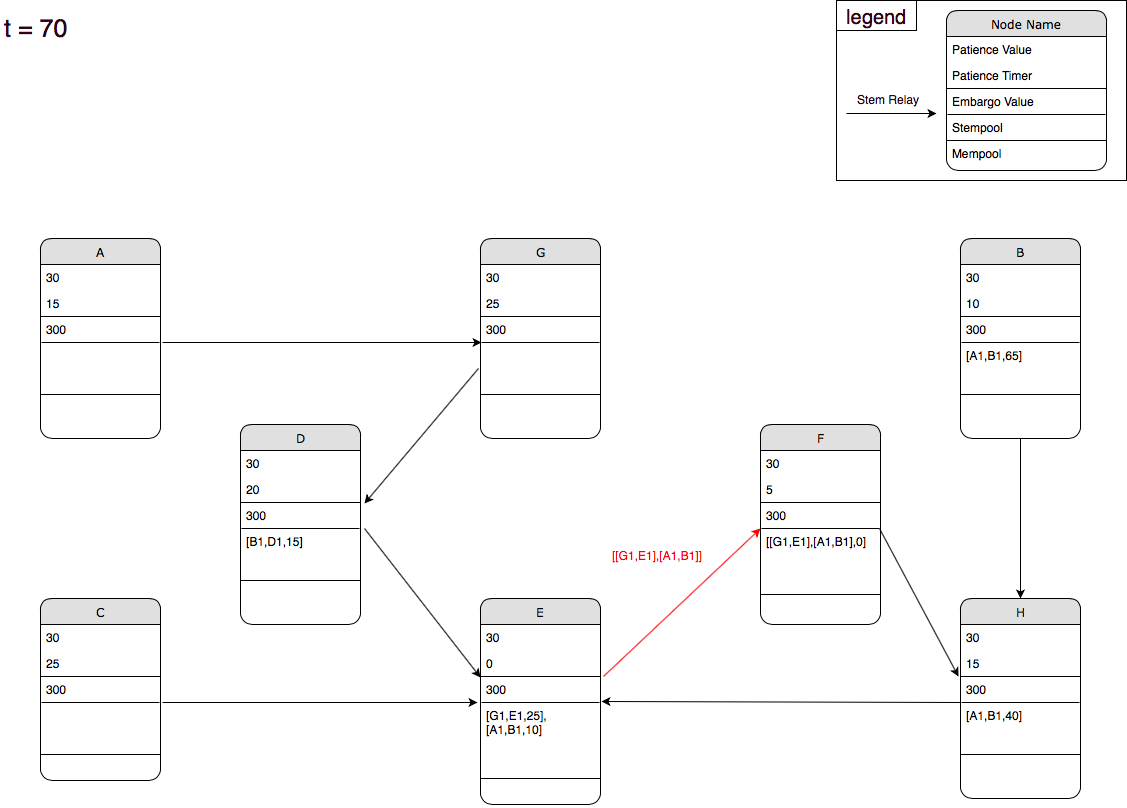 t = 70
legend
Node Name
Patience Value
Patience Timer
Embargo Value
Stempool
Mempool
Stem Relay
A
30
15
300
G
30
25
300
B
30
10
300
[A1,B1,65]
D
30
20
300
[B1,D1,15]
F
30
5
300
[[G1,E1],[A1,B1],0]
[[G1,E1],[A1,B1]]
C
30
25
300
E
30
0
300
[G1,E1,25],
[A1,B1,10]
H
30
15
300
[A1,B1,40]